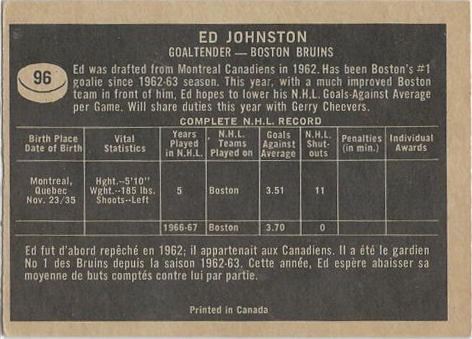 ED JOHNSTON
GOALTENDER — BOSTON BRUINS
96
Ed was drafted from Montreal Canadiens in 1962. Has been Boston's #1
goalie since 1962-63 season. This year, with a much improved Boston
team in front of him, Ed hopes to lower his N.H.L. Goals-Against Average
per Game. Will share duties this year with Gerry Cheevers.
COMPLETE N.H.L. RECORD
Birth Place Date of Birth | Vital Statistics | Years Played in N.H.L. | N.H.L. Teams Played on | Goals Against Average | N.H.L. Shut-outs | Penalties (in min.) | Individual Awards
Montreal, Quebec Nov. 23/35 | Hght.--5'10" Wght.--185 lbs. Shoots--Left | 5 | Boston | 3.51 | 11
1966-67 | Boston | 3.70 | 0
Ed fut d'abord repêché en 1962; il appartenait aux Canadiens. Il a été le gardien
No 1 des Bruins depuis la saison 1962-63. Cette année, Ed espère abaisser sa
moyenne de buts comptés contre lui par partie.
Printed in Canada